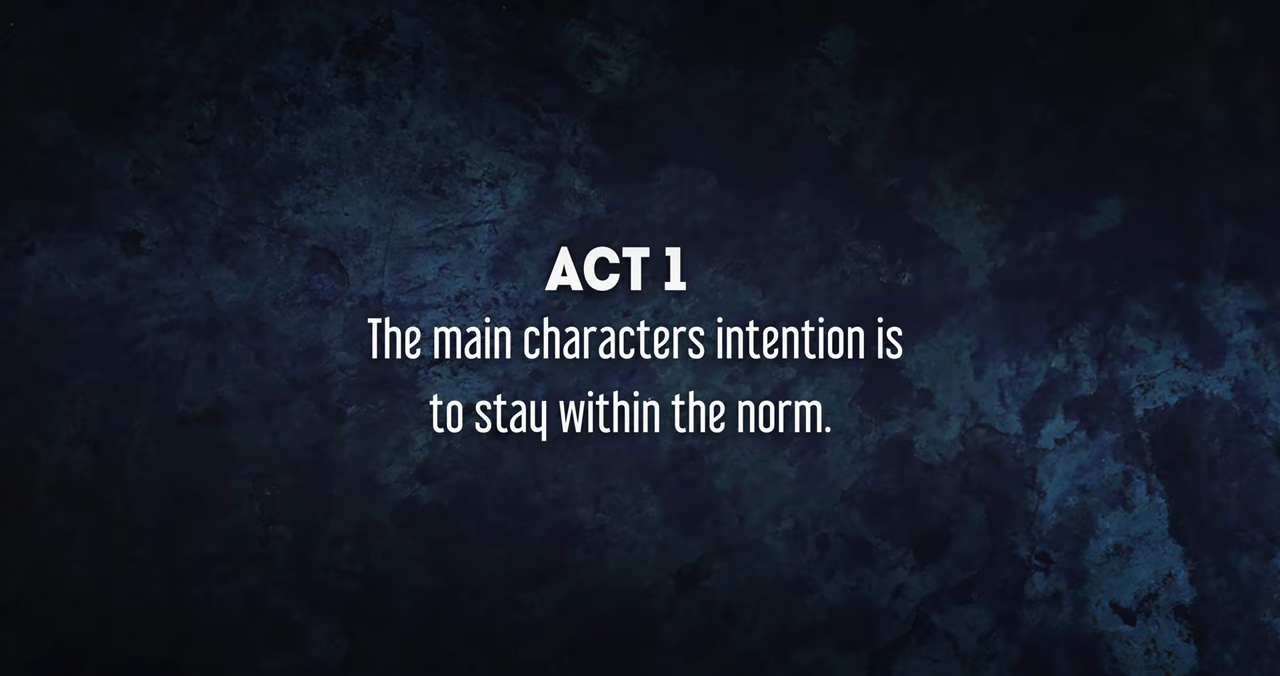 ACT 1
The main characters intention is
to stay within the norm.